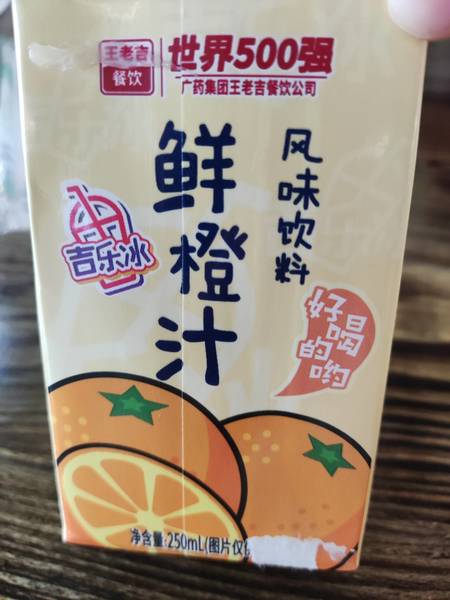 王老吉
餐饮
世界500强
广药集团王老吉餐饮公司
鲜橙汁
风味饮料
吉乐冰
好喝
的哟
净含量:250mL(图片仅